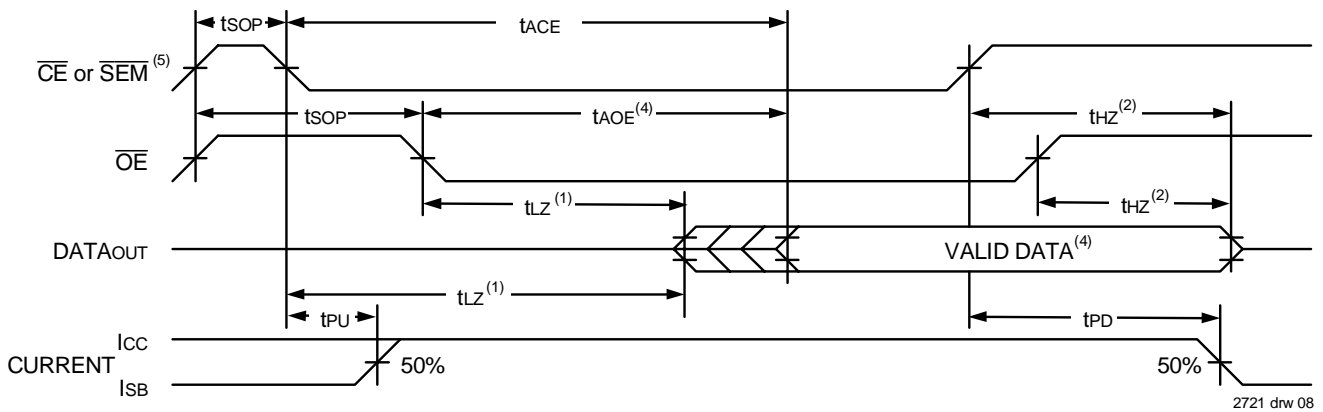 tSOP
tACE
CE or SEM (5)
tSOP
tAOE(4)
tHZ(2)
OE
tLZ(1)
tHZ(2)
DATAOUT
VALID DATA(4)
tLZ(1)
tPU
tPD
ICC
CURRENT
50%
50%
ISB
2721 drw 08